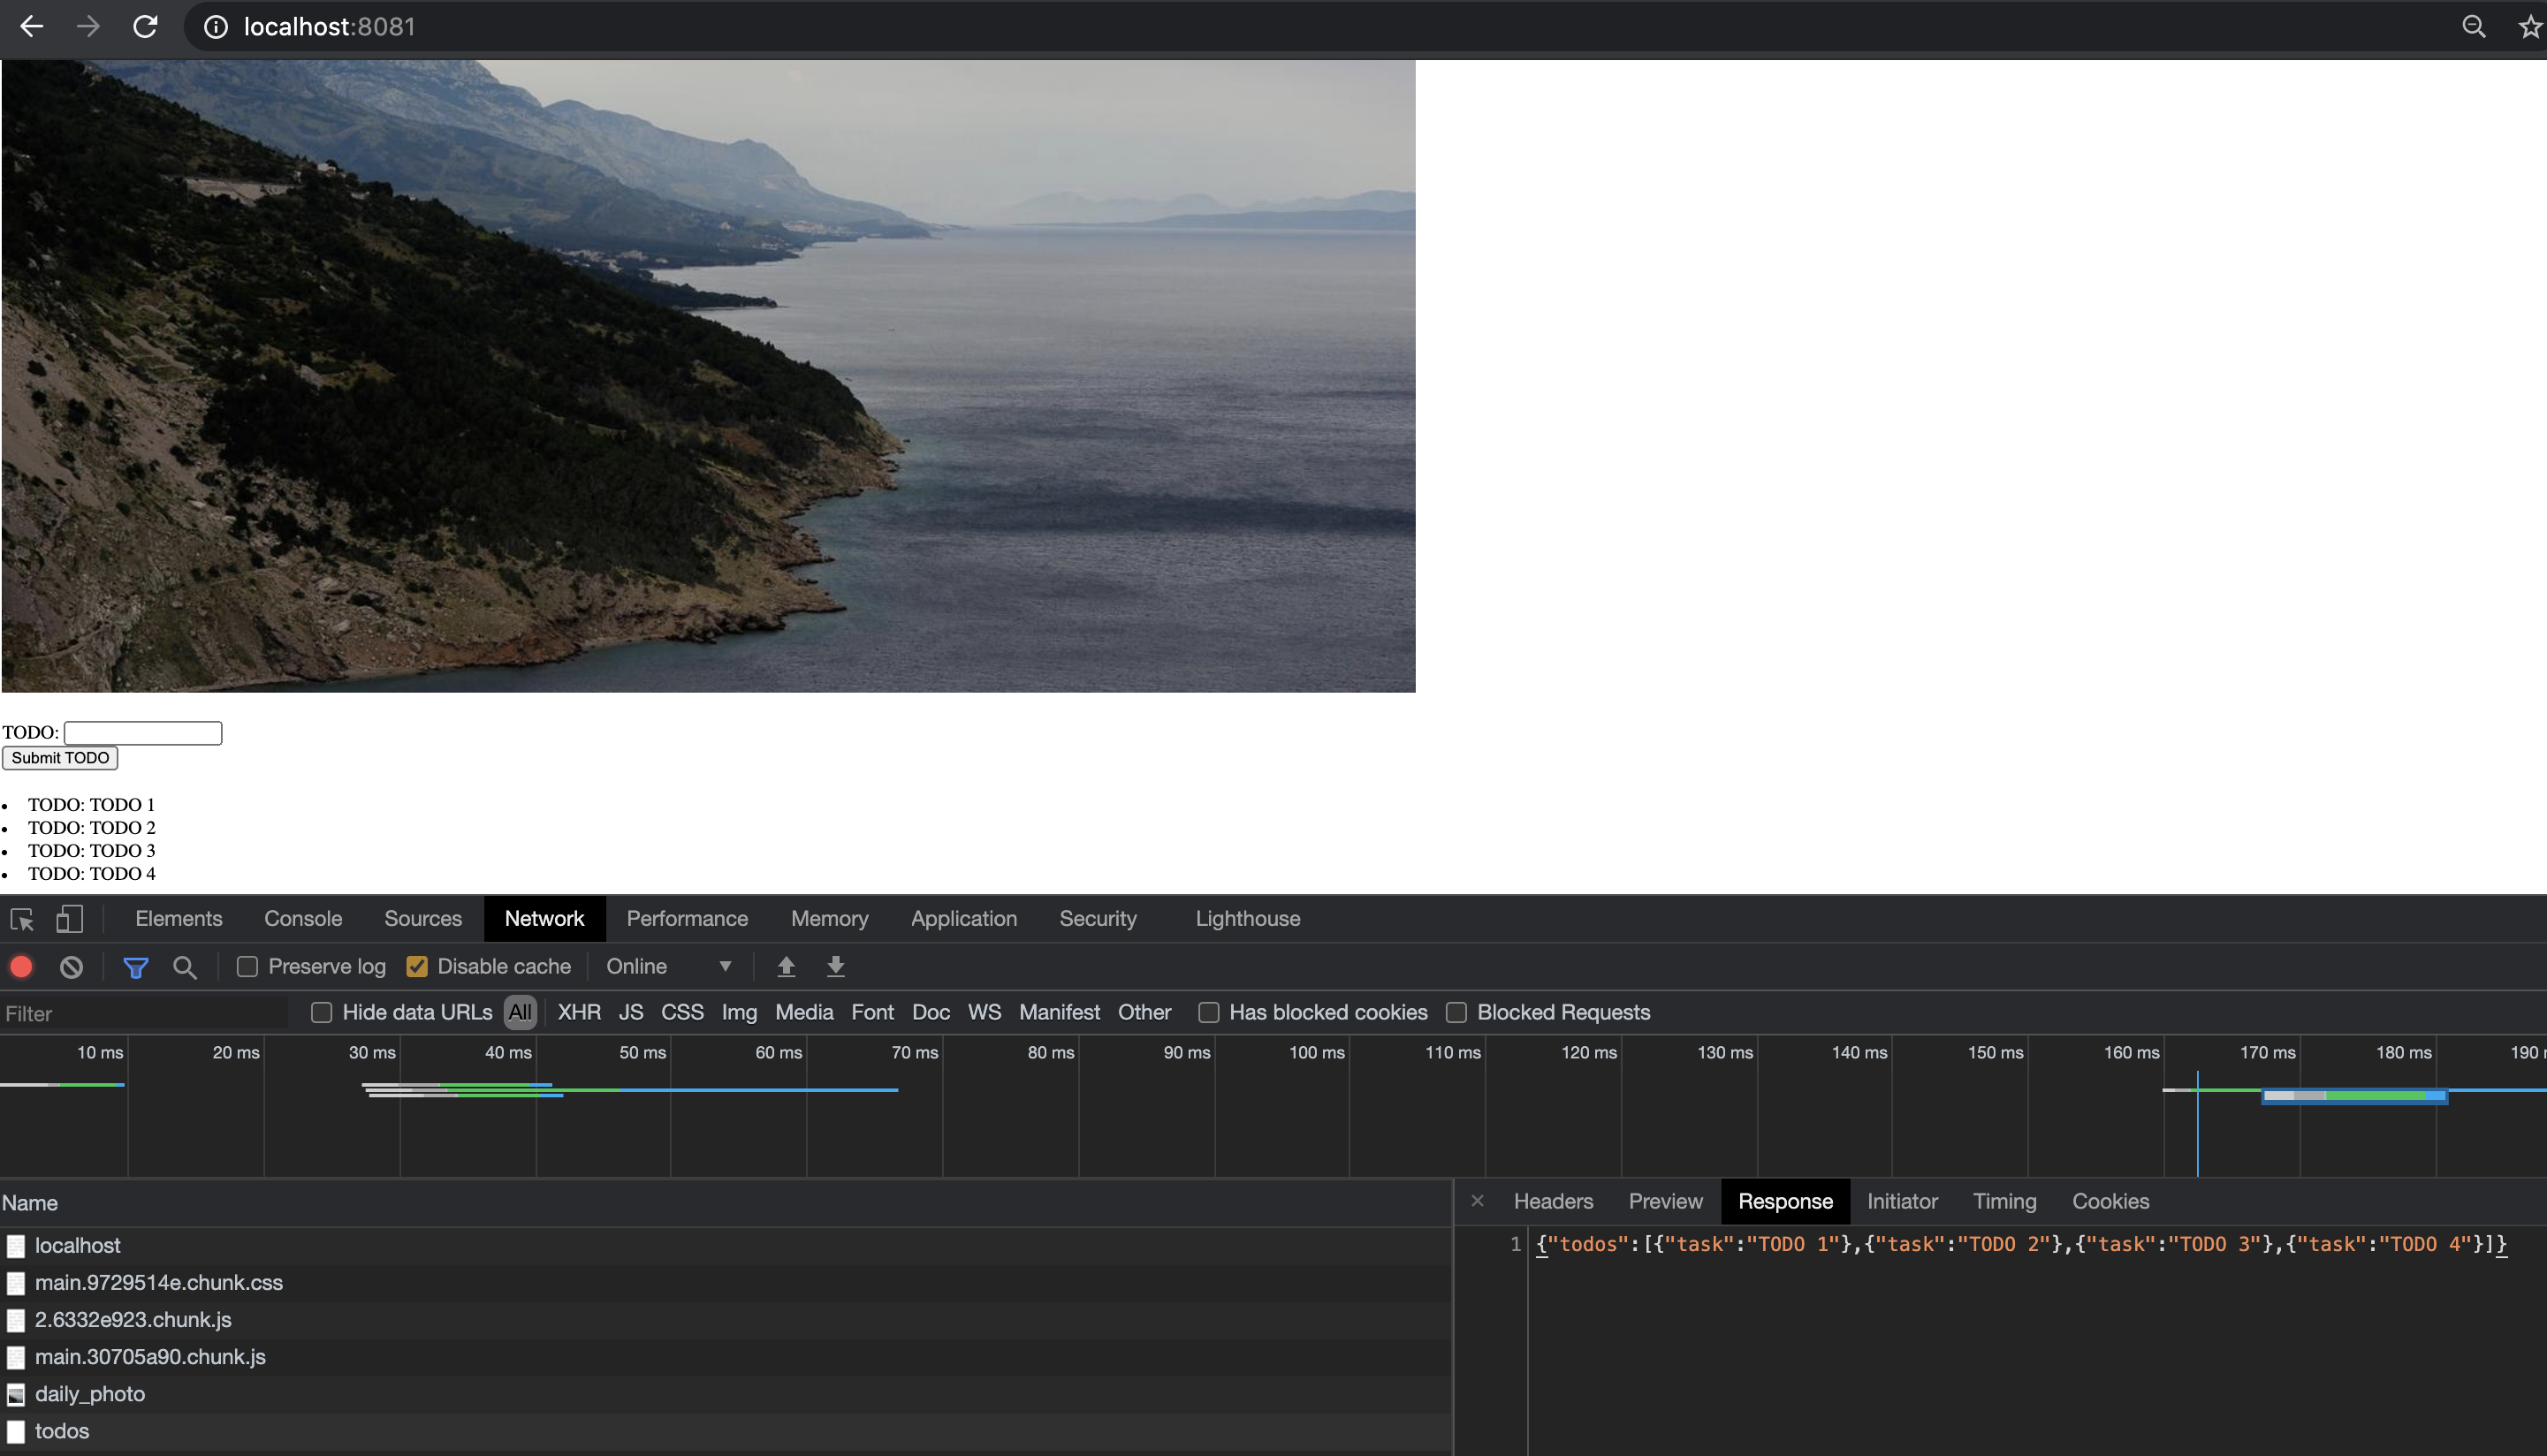 localhost:8081
TODO:
Submit TODO
TODO: TODO 1
TODO: TODO 2
TODO: TODO 3
TODO: TODO 4
Elements Console Sources Network Performance Memory Application Security Lighthouse
Preserve log Disable cache Online
Filter Hide data URLs All XHR JS CSS Img Media Font Doc WS Manifest Other Has blocked cookies Blocked Requests
10 ms 20 ms 30 ms 40 ms 50 ms 60 ms 70 ms 80 ms 90 ms 100 ms 110 ms 120 ms 130 ms 140 ms 150 ms 160 ms 170 ms 180 ms 190
Name
localhost
main.9729514e.chunk.css
2.6332e923.chunk.js
main.30705a90.chunk.js
daily_photo
todos
Headers Preview Response Initiator Timing Cookies
1 {"todos":[{"task":"TODO 1"},{"task":"TODO 2"},{"task":"TODO 3"},{"task":"TODO 4"}]}